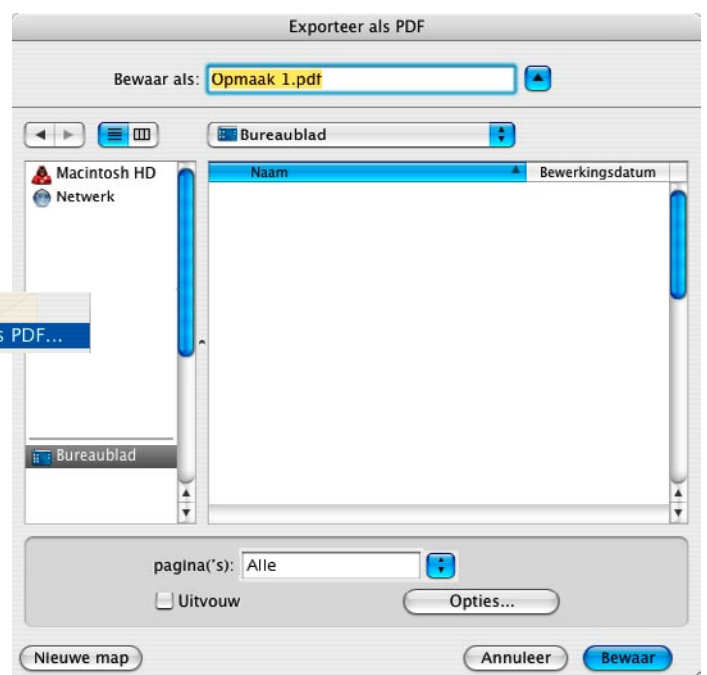 Exporteer als PDF
Bewaar als: Opmaak 1.pdf
Bureaublad
Macintosh HD
Netwerk
Naam Bewerkingsdatum
s PDF...
Bureaublad
pagina('s): Alle
Uitvouw Opties...
Nieuwe map Annuleer Bewaar